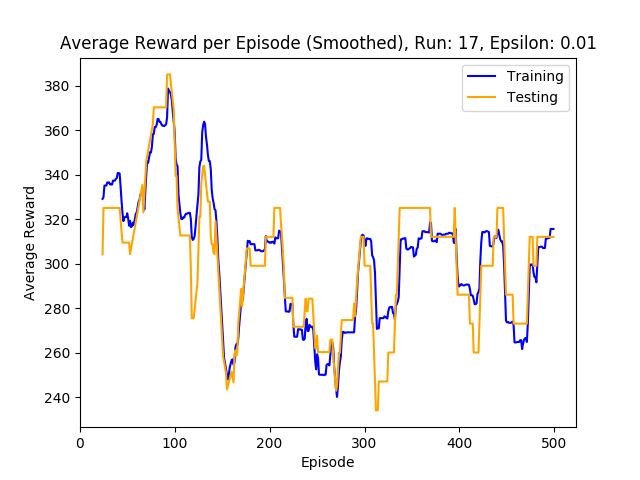 Average Reward per Episode (Smoothed), Run: 17, Epsilon: 0.01
Training
Testing
Average Reward
380
360
340
320
300
280
260
240
0 100 200 300 400 500
Episode